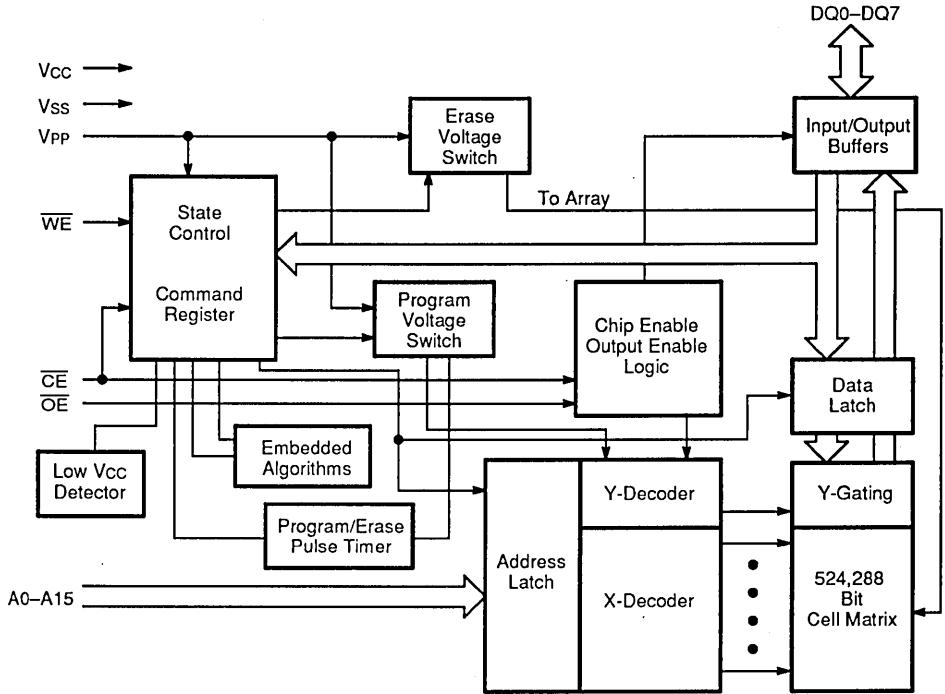 DQ0–DQ7
VCC
VSS
VPP
Erase
Voltage
Switch
Input/Output
Buffers
WE
State
Control
Command
Register
To Array
Program
Voltage
Switch
Chip Enable
Output Enable
Logic
CE
OE
Data
Latch
Low VCC
Detector
Embedded
Algorithms
Y-Decoder
Y-Gating
Program/Erase
Pulse Timer
Address
Latch
X-Decoder
524,288
Bit
Cell Matrix
A0–A15